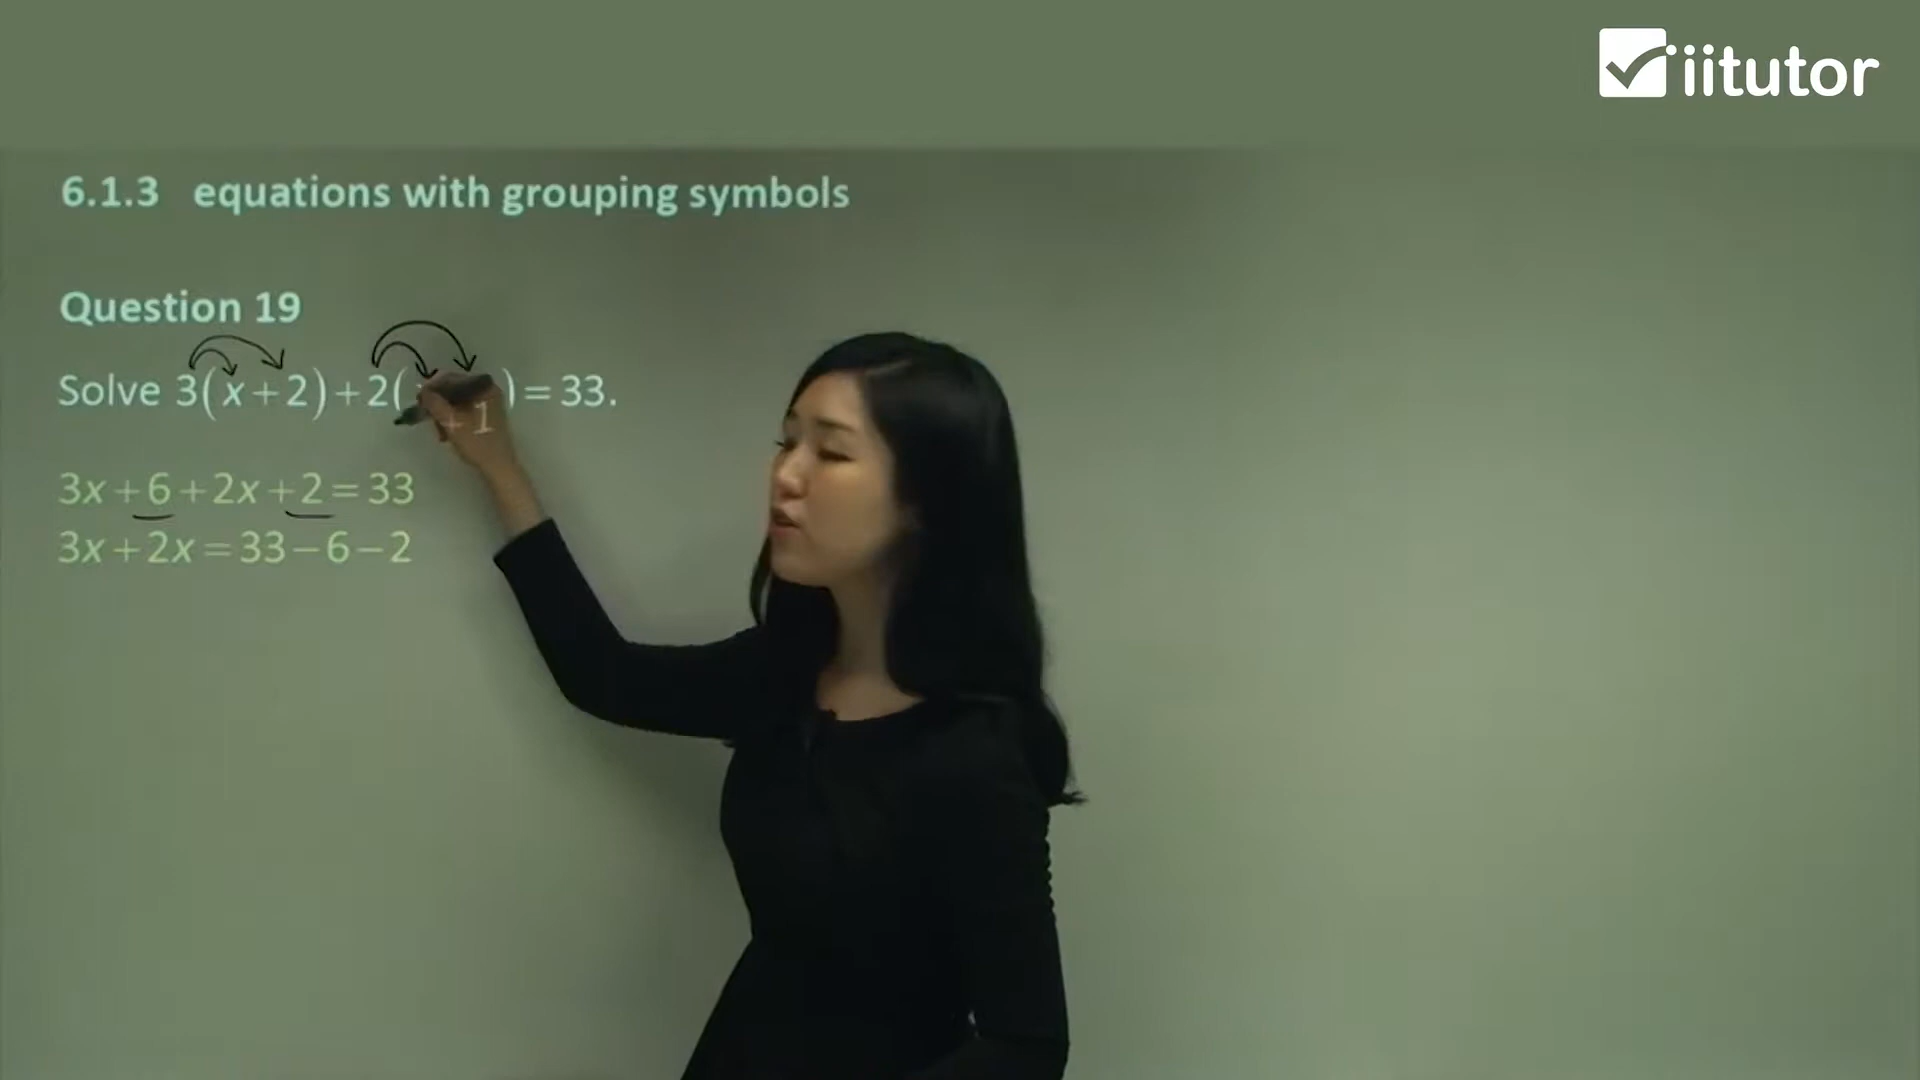 iitutor
6.1.3 equations with grouping symbols
Question 19
Solve 3(x+2)+2( +1)=33.
3x+6+2x+2=33
3x+2x=33−6−2